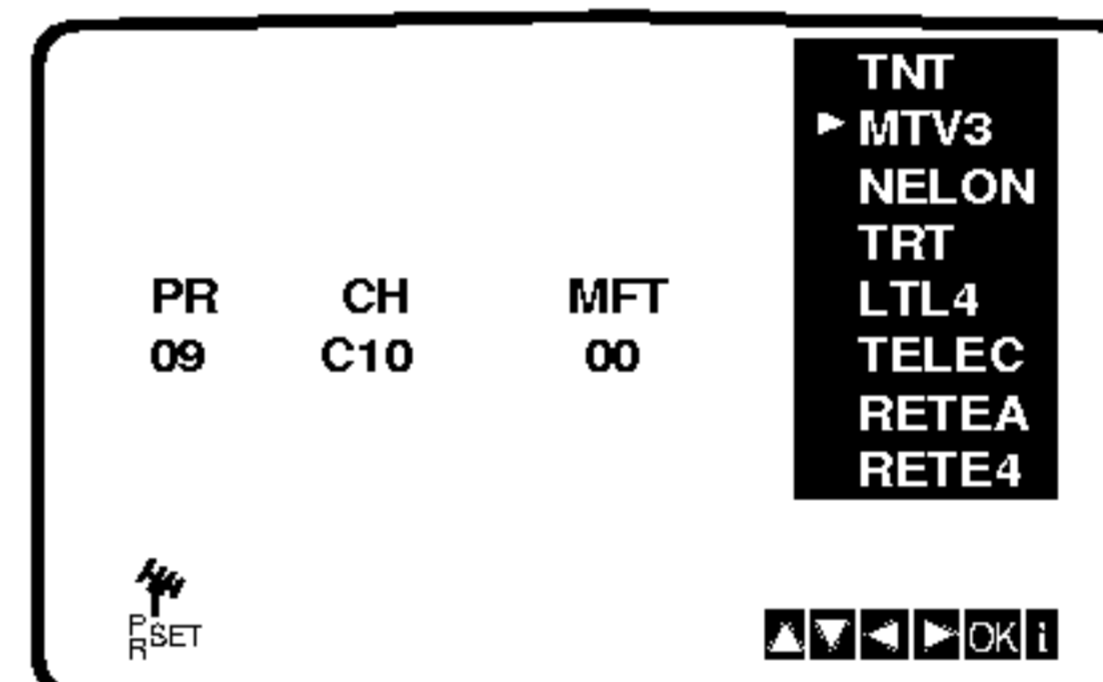 TNT
MTV3
NELON
TRT
PR CH MFT LTL4
09 C10 00 TELEC
RETEA
RETE4
PR SET
OK i